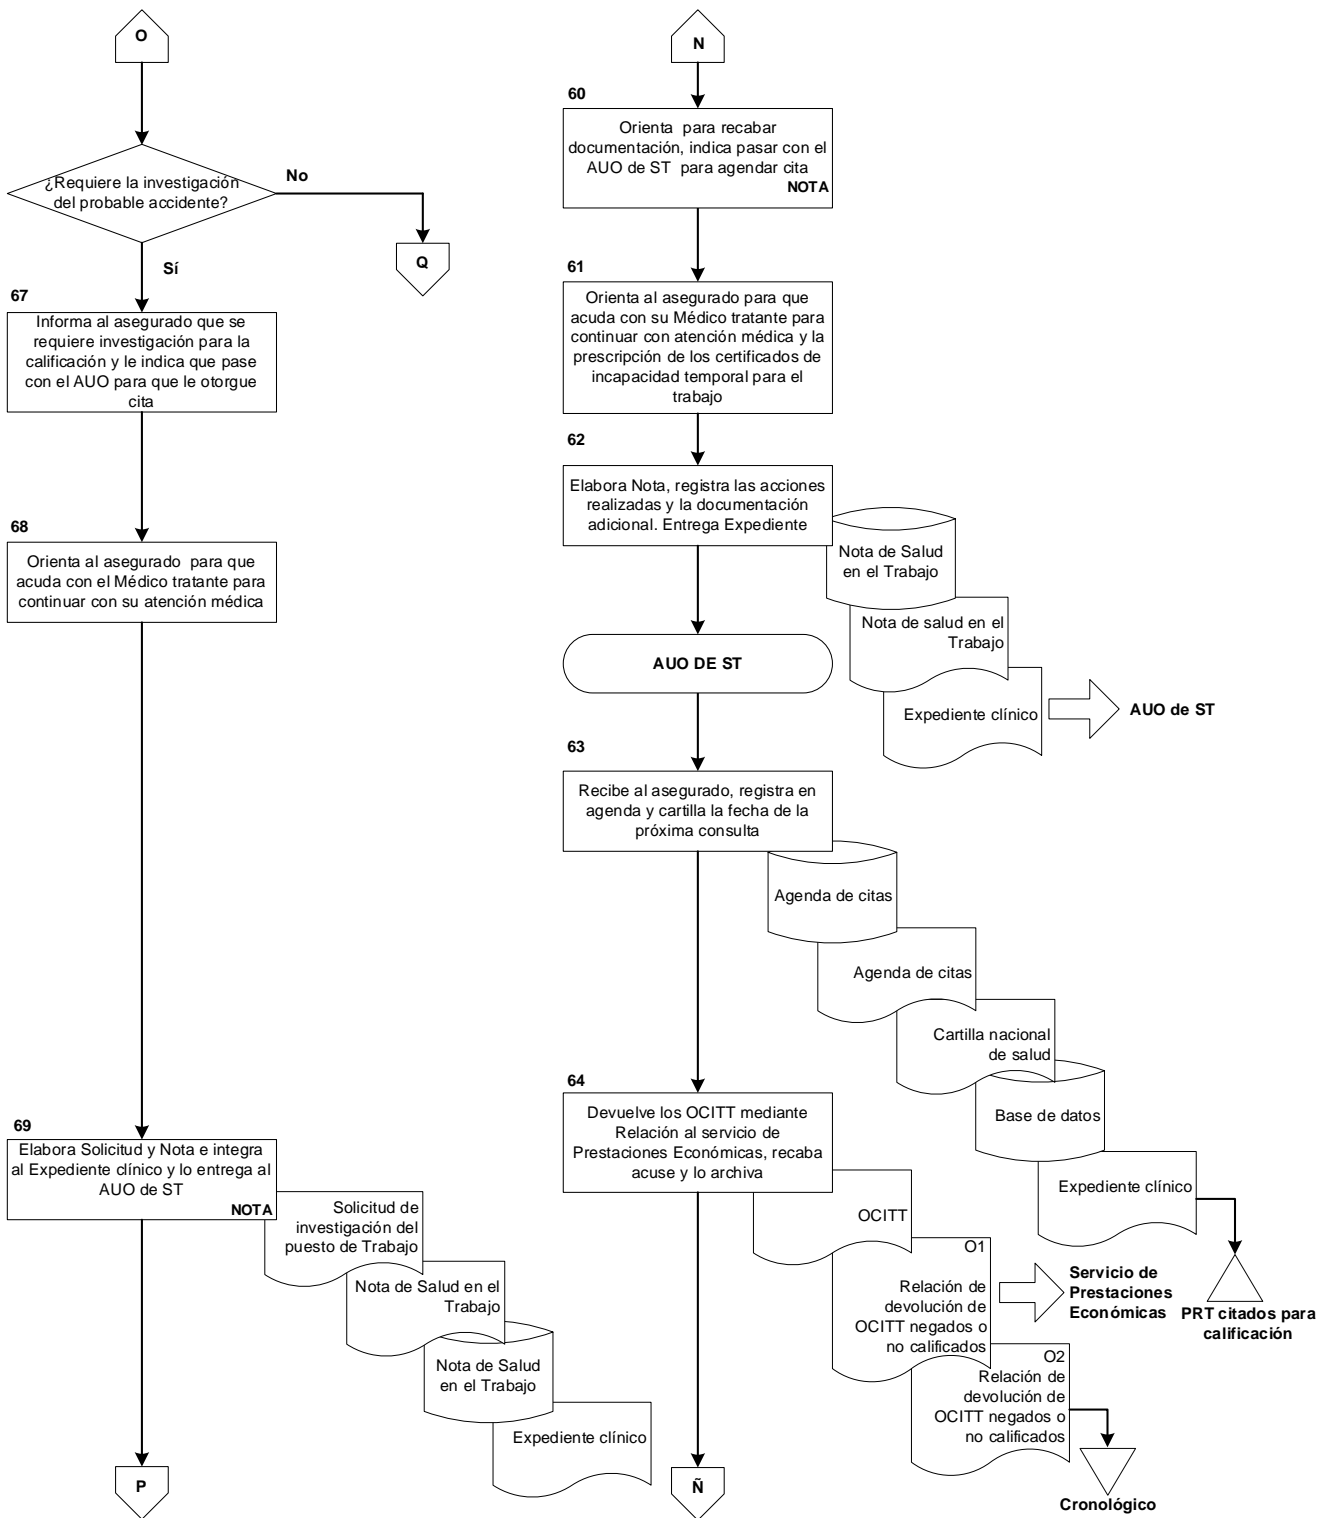 O
¿Requiere la investigación
del probable accidente?
No
Q
Sí
67
Informa al asegurado que se
requiere investigación para la
calificación y le indica que pase
con el AUO para que le otorgue
cita
68
Orienta al asegurado para que
acuda con el Médico tratante para
continuar con su atención médica
69
Elabora Solicitud y Nota e integra
al Expediente clínico y lo entrega al
AUO de ST
NOTA
Solicitud de
investigación del
puesto de Trabajo
Nota de Salud en el
Trabajo
Nota de Salud
en el Trabajo
Expediente clínico
P
N
60
Orienta para recabar
documentación, indica pasar con el
AUO de ST para agendar cita
NOTA
61
Orienta al asegurado para que
acuda con su Médico tratante para
continuar con atención médica y la
prescripción de los certificados de
incapacidad temporal para el
trabajo
62
Elabora Nota, registra las acciones
realizadas y la documentación
adicional. Entrega Expediente
Nota de Salud
en el Trabajo
Nota de salud en el
Trabajo
Expediente clínico
AUO de ST
AUO DE ST
63
Recibe al asegurado, registra en
agenda y cartilla la fecha de la
próxima consulta
Agenda de citas
Agenda de citas
Cartilla nacional
de salud
Base de datos
Expediente clínico
PRT citados para
calificación
64
Devuelve los OCITT mediante
Relación al servicio de
Prestaciones Económicas, recaba
acuse y lo archiva
OCITT
O1
Relación de
devolución de
OCITT negados o
no calificados
Servicio de
Prestaciones
Económicas
O2
Relación de
devolución de
OCITT negados o
no calificados
Cronológico
Ñ